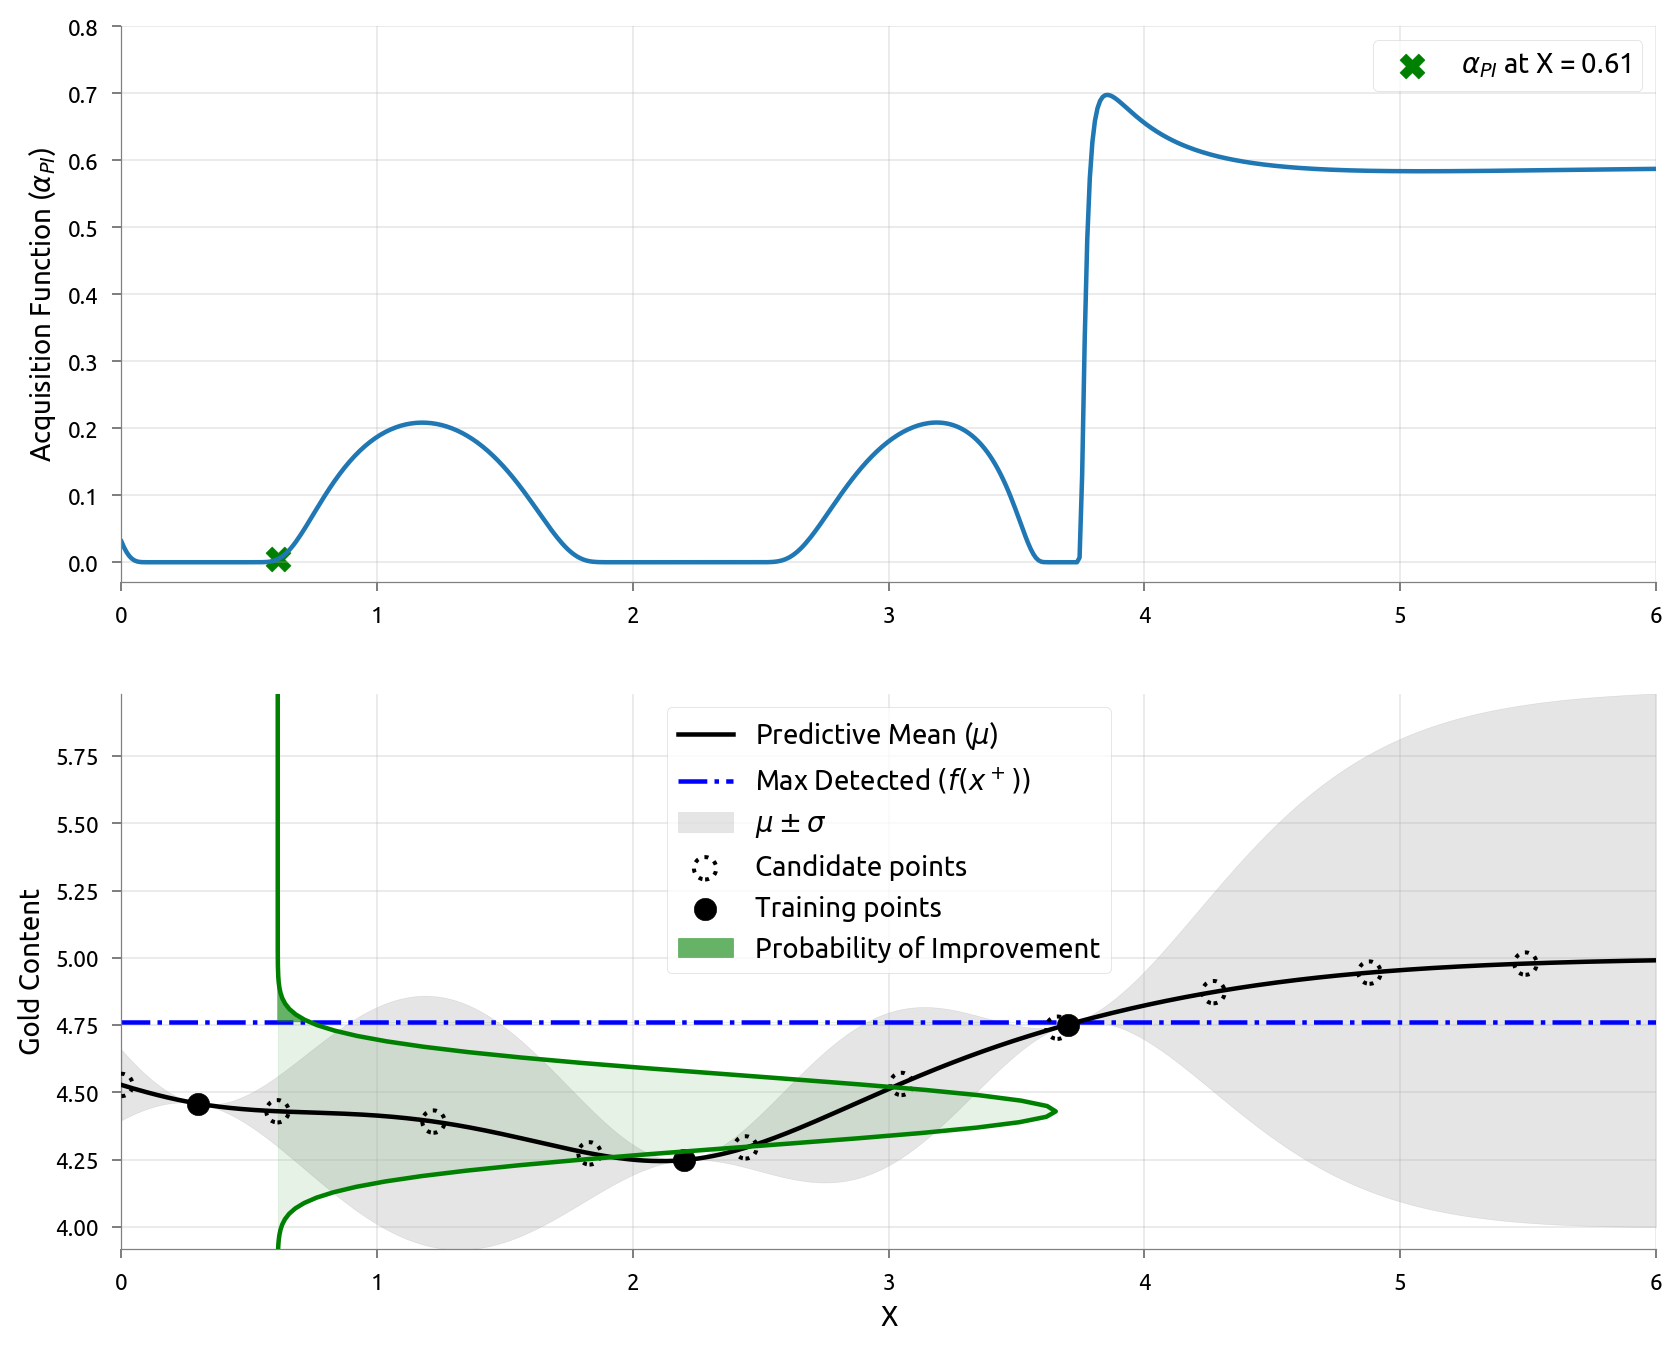 0.8
0.7
0.6
0.5
0.4
0.3
0.2
0.1
0.0
Acquisition Function (α_PI)
α_PI at X = 0.61
0 1 2 3 4 5 6
5.75
5.50
5.25
5.00
4.75
4.50
4.25
4.00
Gold Content
Predictive Mean (μ)
Max Detected (f(x⁺))
μ ± σ
Candidate points
Training points
Probability of Improvement
0 1 2 3 4 5 6
X